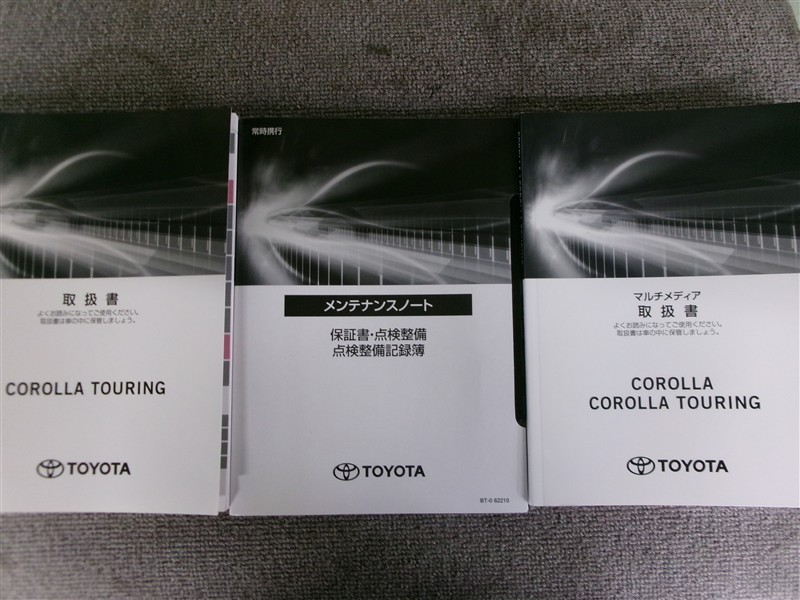 取扱書
よくお読みになってご使用ください。
取扱書は車の中に保管しましょう。
COROLLA TOURING
TOYOTA
常時携行
メンテナンスノート
保証書・点検整備
点検整備記録簿
TOYOTA
BT-0 62210
マルチメディア
取扱書
よくお読みになってご使用ください。
取扱書は車の中に保管しましょう。
COROLLA
COROLLA TOURING
TOYOTA